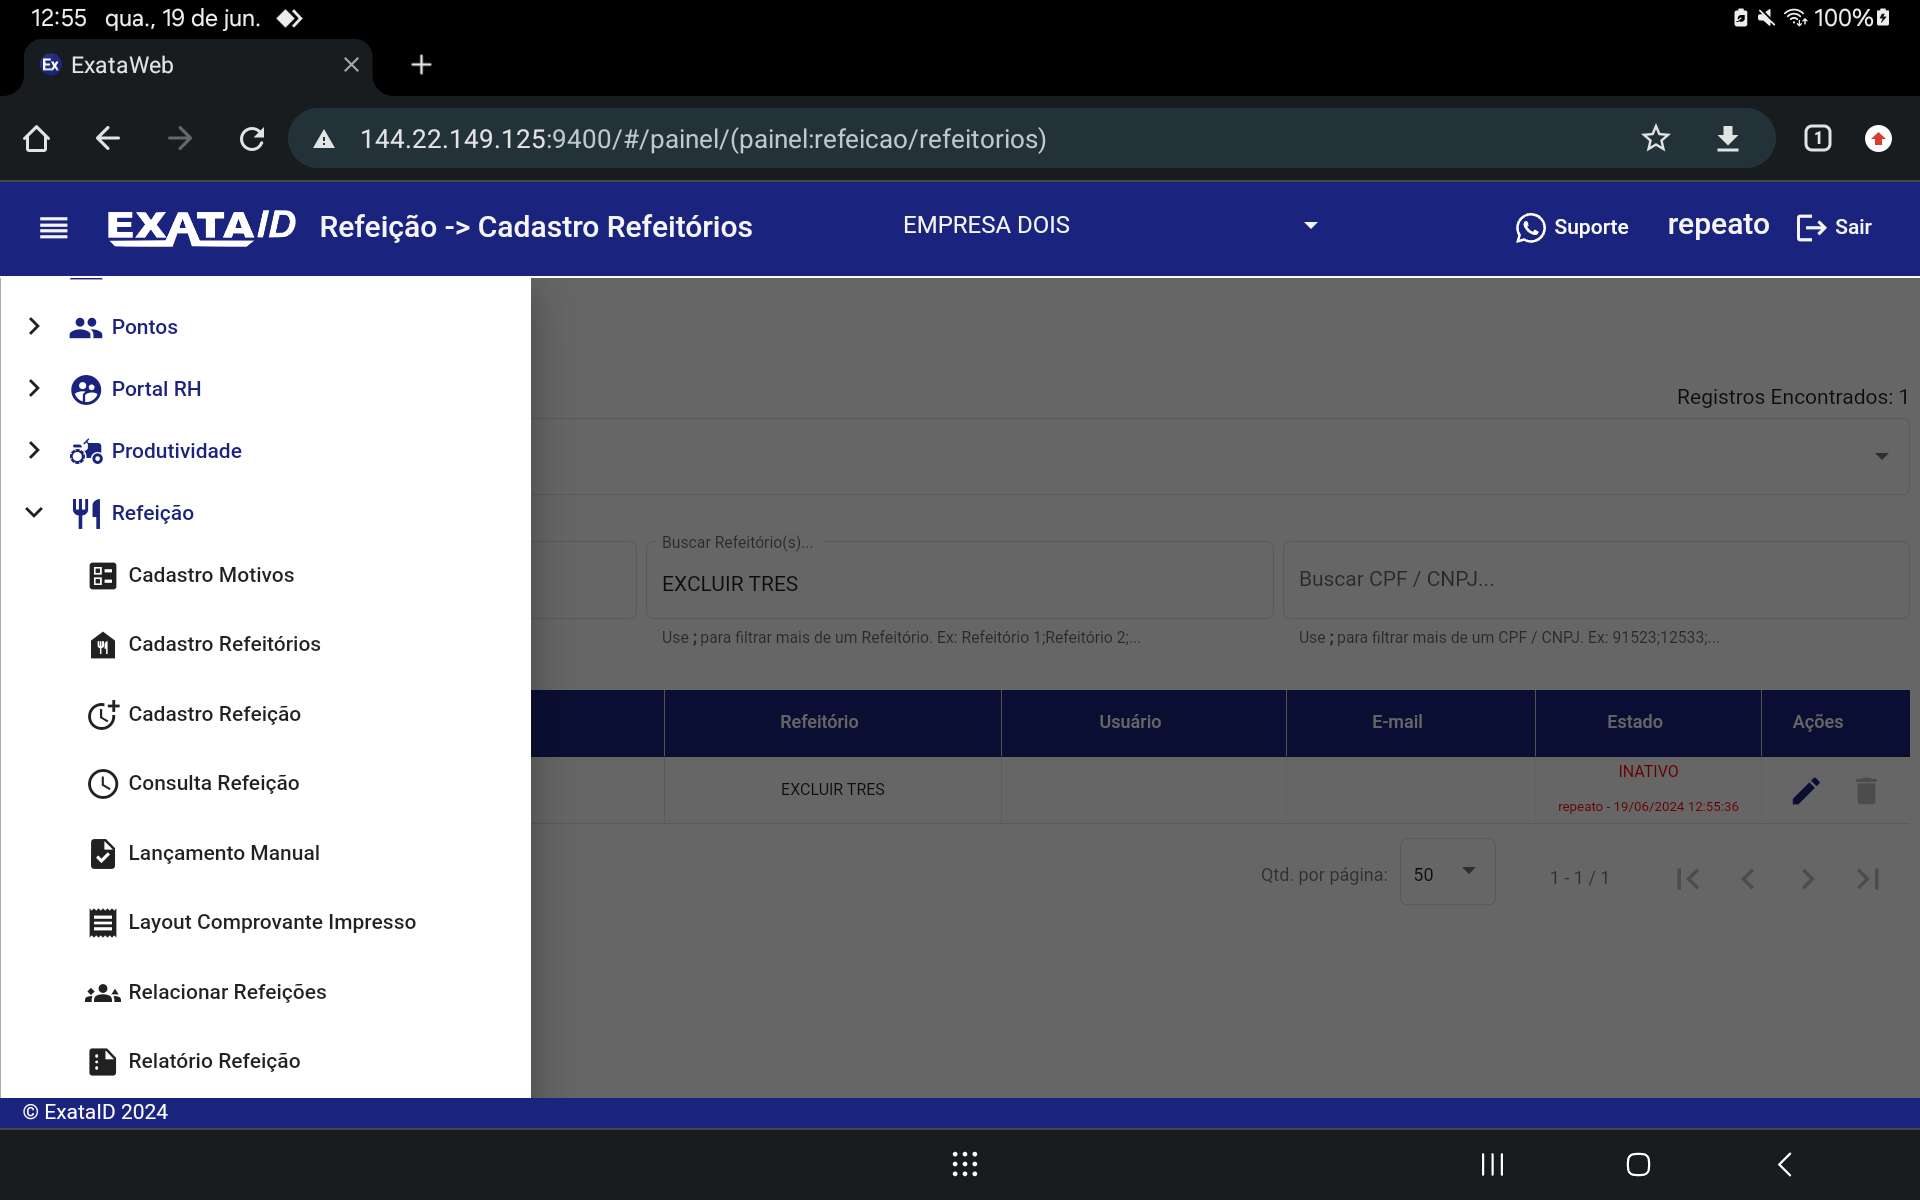 12:55 qua., 19 de jun. 100%
Ex ExataWeb
144.22.149.125:9400/#/painel/(painel:refeicao/refeitorios) 1
EXATAID Refeição -> Cadastro Refeitórios EMPRESA DOIS Suporte repeato Sair
Pontos
Portal RH
Produtividade
Refeição
Cadastro Motivos
Cadastro Refeitórios
Cadastro Refeição
Consulta Refeição
Lançamento Manual
Layout Comprovante Impresso
Relacionar Refeições
Relatório Refeição
Registros Encontrados: 1
Buscar Refeitório(s)...
EXCLUIR TRES
Buscar CPF / CNPJ...
Use ; para filtrar mais de um Refeitório. Ex: Refeitório 1;Refeitório 2;...
Use ; para filtrar mais de um CPF / CNPJ. Ex: 91523;12533;...
Refeitório Usuário E-mail Estado Ações
EXCLUIR TRES
INATIVO
repeato - 19/06/2024 12:55:36
Qtd. por página: 50 1 - 1 / 1
© ExataID 2024